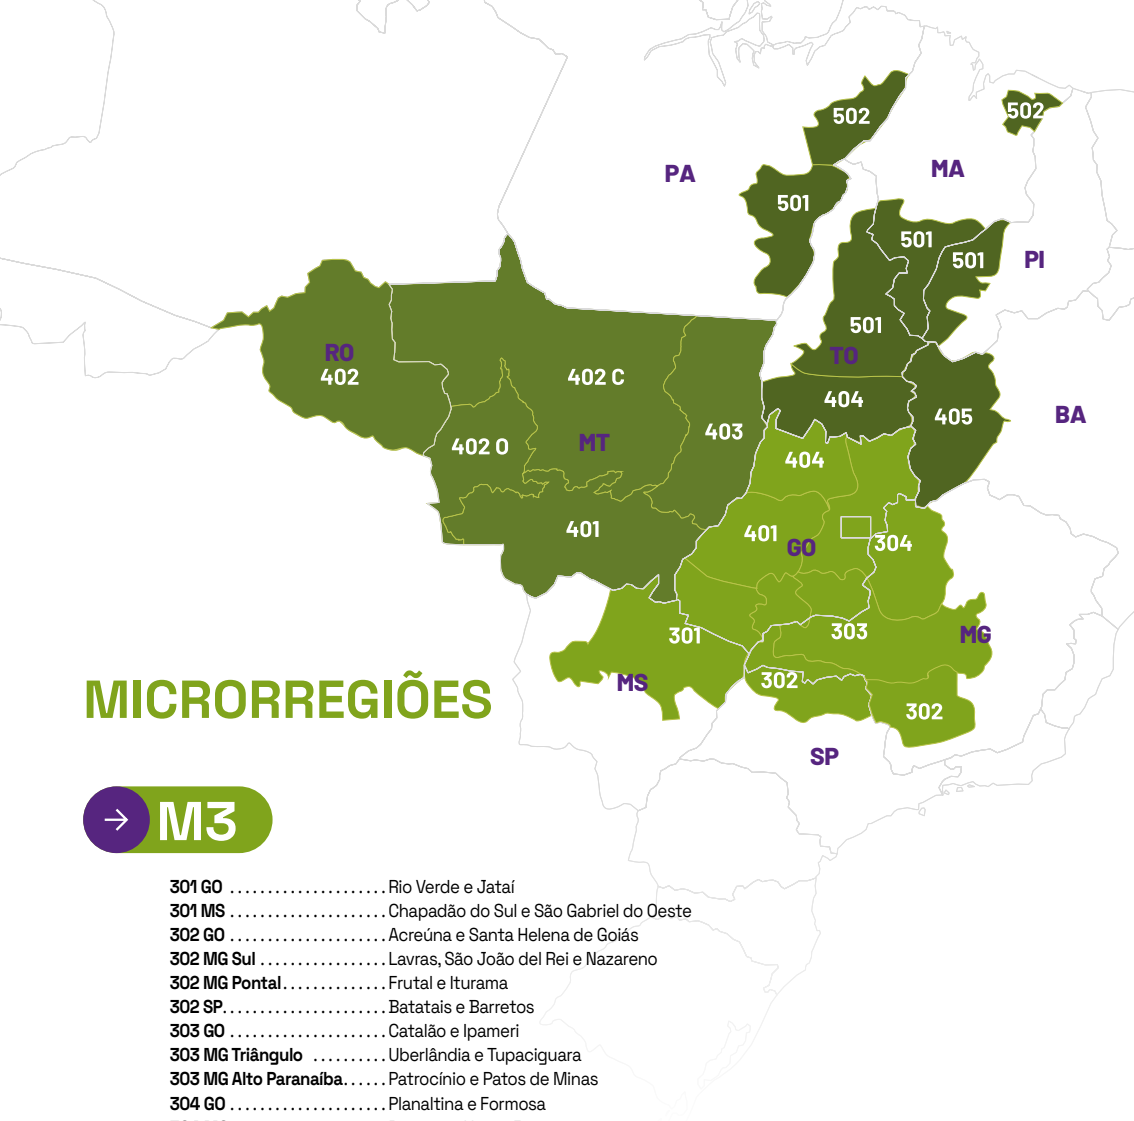 502
502
PA
MA
501
501
501
PI
501
RO
402
TO
402 C
404
405
BA
403
402 O
MT
404
401
401
GO
304
301
303
MG
MS
302
302
SP
MICRORREGIÕES
→ M3
301 GO ..................... Rio Verde e Jataí
301 MS ..................... Chapadão do Sul e São Gabriel do Oeste
302 GO ..................... Acreúna e Santa Helena de Goiás
302 MG Sul ................. Lavras, São João del Rei e Nazareno
302 MG Pontal.............. Frutal e Iturama
302 SP...................... Batatais e Barretos
303 GO ..................... Catalão e Ipameri
303 MG Triângulo .......... Uberlândia e Tupaciguara
303 MG Alto Paranaíba...... Patrocínio e Patos de Minas
304 GO ..................... Planaltina e Formosa